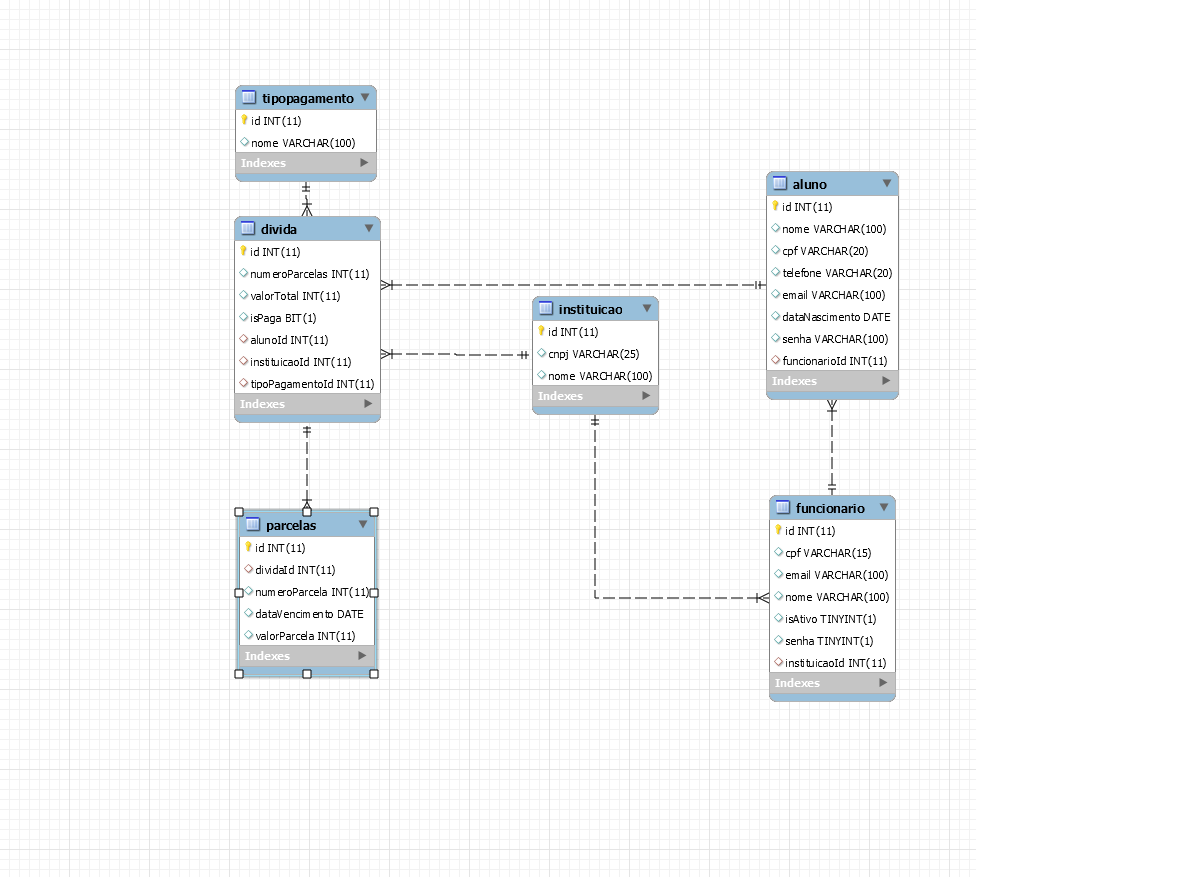 tipopagamento
id INT(11)
nome VARCHAR(100)
Indexes
divida
id INT(11)
numeroParcelas INT(11)
valorTotal INT(11)
isPaga BIT(1)
alunoId INT(11)
instituicaoId INT(11)
tipoPagamentoId INT(11)
Indexes
parcelas
id INT(11)
dividaId INT(11)
numeroParcela INT(11)
dataVencimento DATE
valorParcela INT(11)
Indexes
instituicao
id INT(11)
cnpj VARCHAR(25)
nome VARCHAR(100)
Indexes
aluno
id INT(11)
nome VARCHAR(100)
cpf VARCHAR(20)
telefone VARCHAR(20)
email VARCHAR(100)
dataNascimento DATE
senha VARCHAR(100)
funcionarioId INT(11)
Indexes
funcionario
id INT(11)
cpf VARCHAR(15)
email VARCHAR(100)
nome VARCHAR(100)
isAtivo TINYINT(1)
senha TINYINT(1)
instituicaoId INT(11)
Indexes